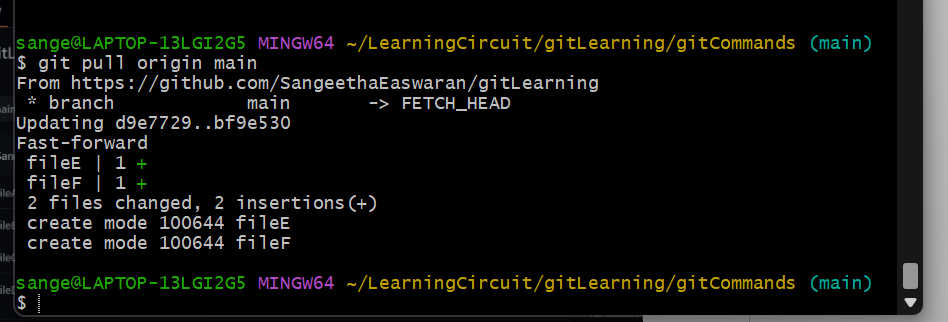 sange@LAPTOP-13LGI2G5 MINGW64 ~/LearningCircuit/gitLearning/gitCommands (main)
$ git pull origin main
From https://github.com/SangeethaEaswaran/gitLearning
 * branch            main       -> FETCH_HEAD
Updating d9e7729..bf9e530
Fast-forward
 fileE | 1 +
 fileF | 1 +
 2 files changed, 2 insertions(+)
 create mode 100644 fileE
 create mode 100644 fileF
sange@LAPTOP-13LGI2G5 MINGW64 ~/LearningCircuit/gitLearning/gitCommands (main)
$